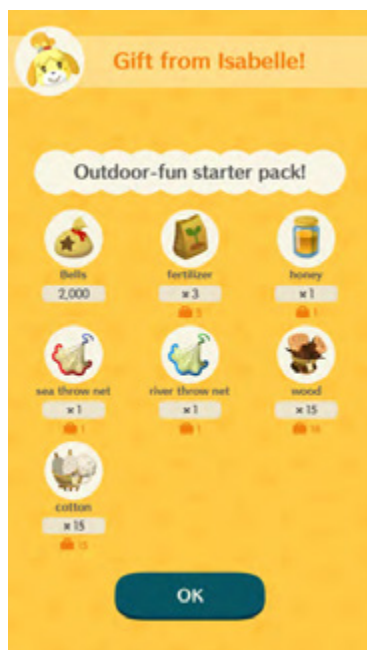 Gift from Isabelle!
Outdoor-fun starter pack!
Bells
fertilizer
honey
2,000
×3
×1
3
1
sea throw net
river throw net
wood
×1
×1
×15
1
1
cotton
×15
15
OK